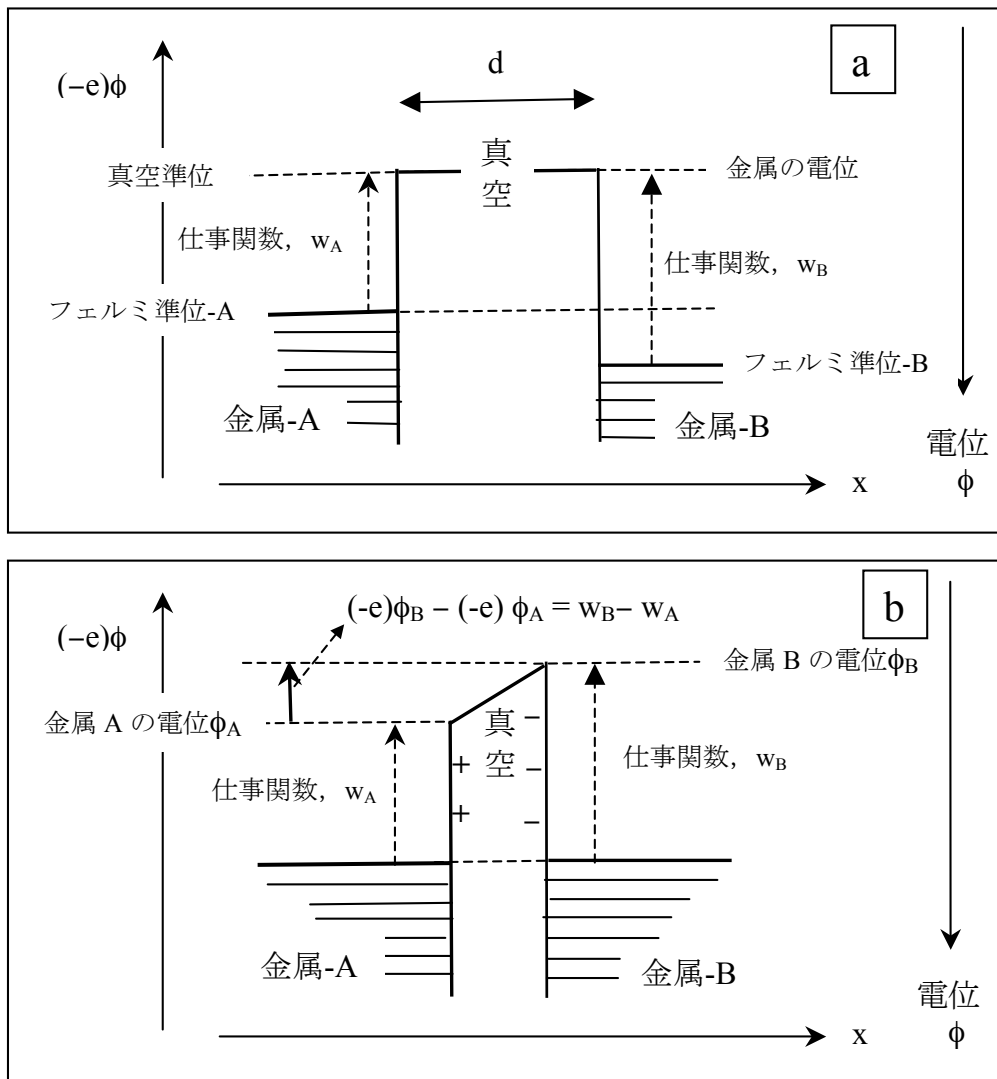 a
d
(−e)ϕ
真空
真空準位
金属の電位
仕事関数，wA
仕事関数，wB
フェルミ準位-A
フェルミ準位-B
金属-A
金属-B
電位
ϕ
x
b
(-e)ϕB − (-e) ϕA = wB− wA
(−e)ϕ
金属 B の電位ϕB
金属 A の電位ϕA
真空
−
+
−
+
−
仕事関数，wB
仕事関数，wA
金属-A
金属-B
電位
ϕ
x